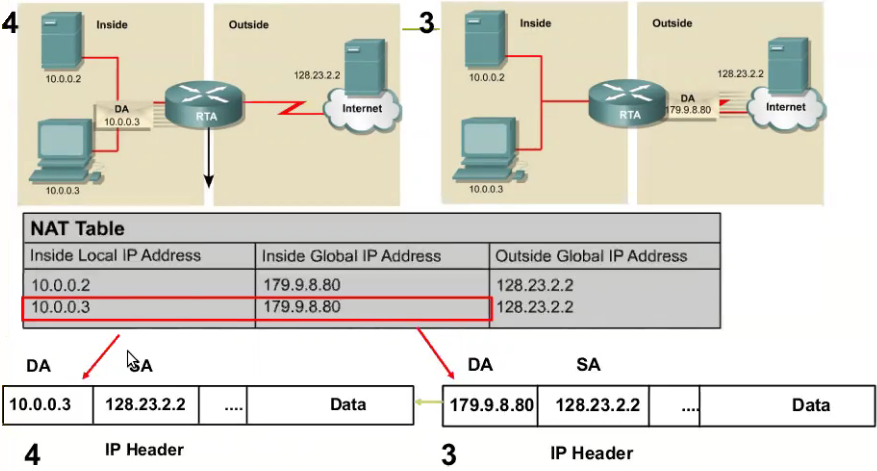 4
Inside
Outside
10.0.0.2
128.23.2.2
DA
10.0.0.3
RTA
Internet
10.0.0.3
3
Inside
Outside
10.0.0.2
128.23.2.2
DA
179.9.8.80
RTA
Internet
10.0.0.3
NAT Table
Inside Local IP Address Inside Global IP Address Outside Global IP Address
10.0.0.2 179.9.8.80 128.23.2.2
10.0.0.3 179.9.8.80 128.23.2.2
DA SA
10.0.0.3 128.23.2.2 .... Data
4 IP Header
DA SA
179.9.8.80 128.23.2.2 .... Data
3 IP Header